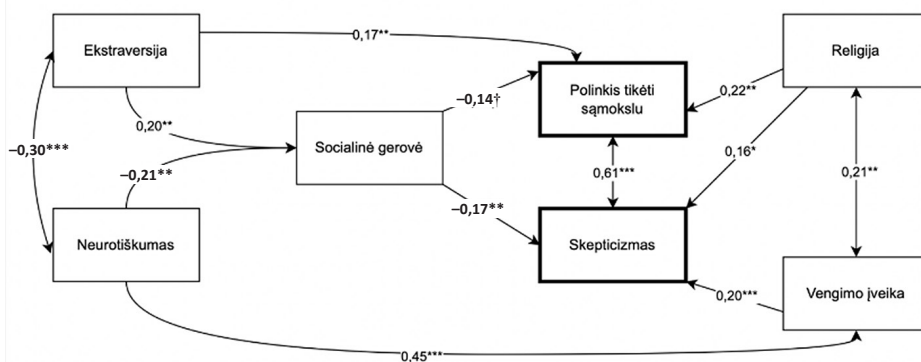 Ekstraversija
0,17**
Religija
Polinkis tikėti
sąmokslu
–0,14†
0,22**
0,20**
–0,30***
Socialinė gerovė
0,16*
–0,21**
0,61***
0,21**
–0,17**
Neurotiškumas
Skepticizmas
Vengimo įveika
0,20***
0,45***